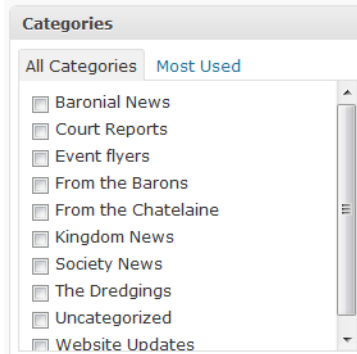 Categories
All Categories Most Used
Baronial News
Court Reports
Event flyers
From the Barons
From the Chatelaine
Kingdom News
Society News
The Dredgings
Uncategorized
Website Updates